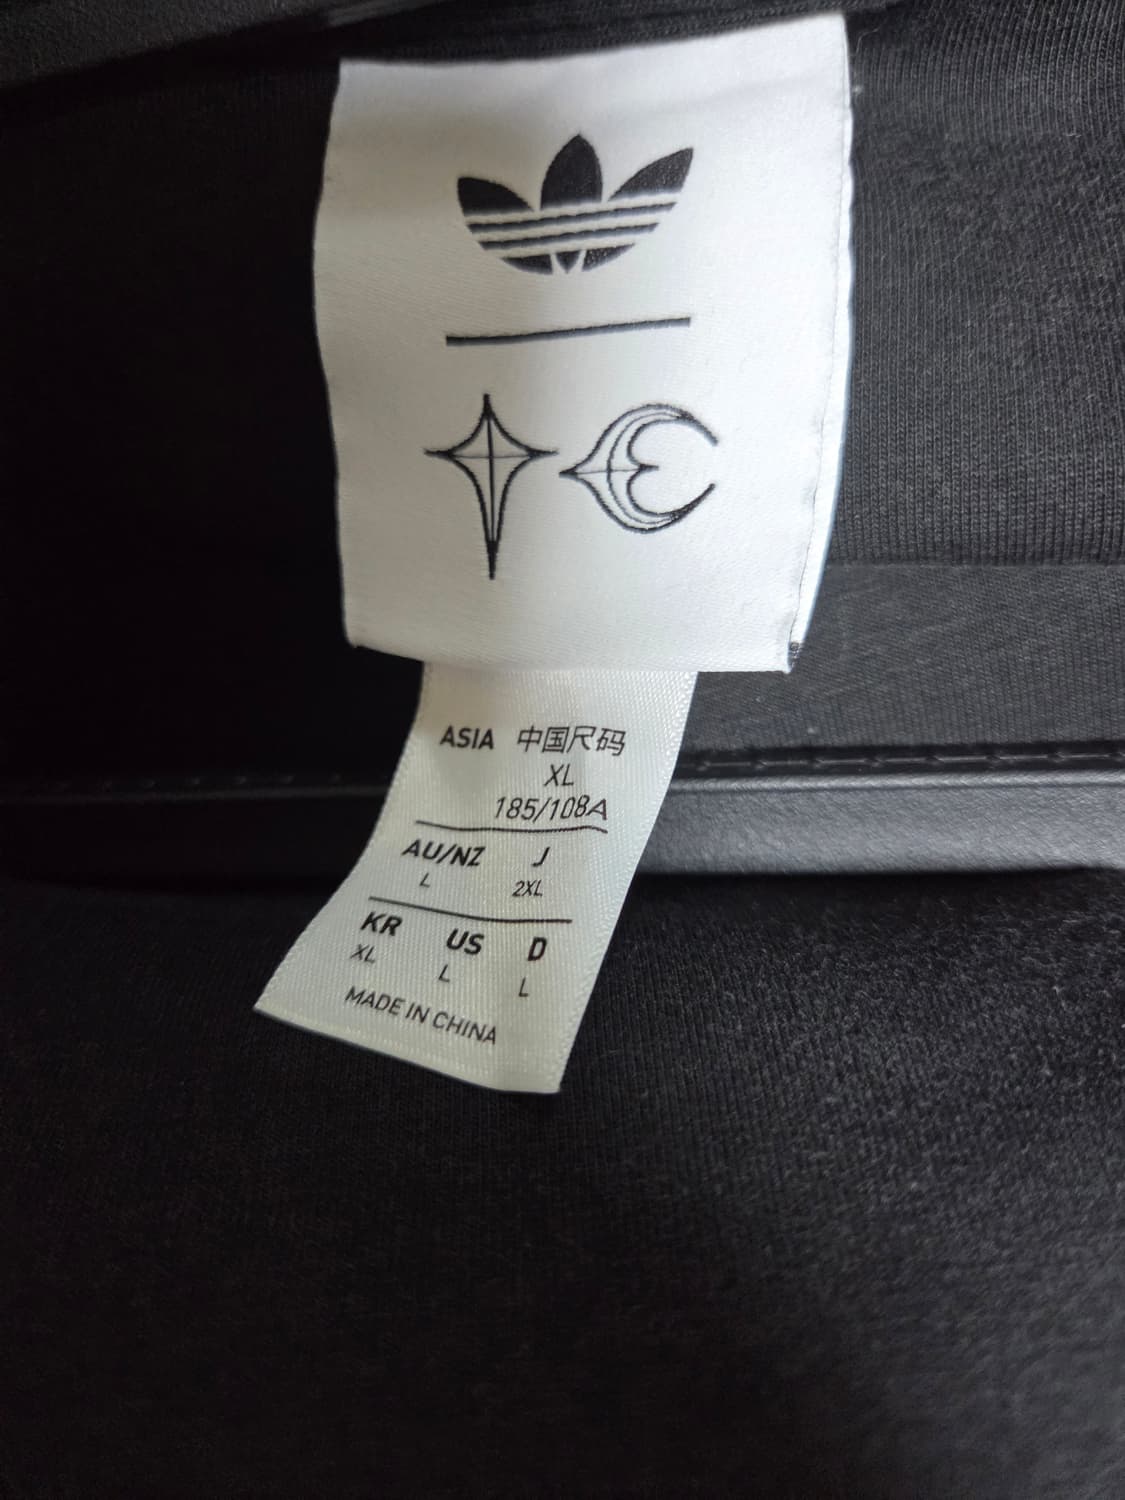 ASIA 中国尺码
XL
185/108A
AU/NZ J
L 2XL
KR US D
XL L L
MADE IN CHINA